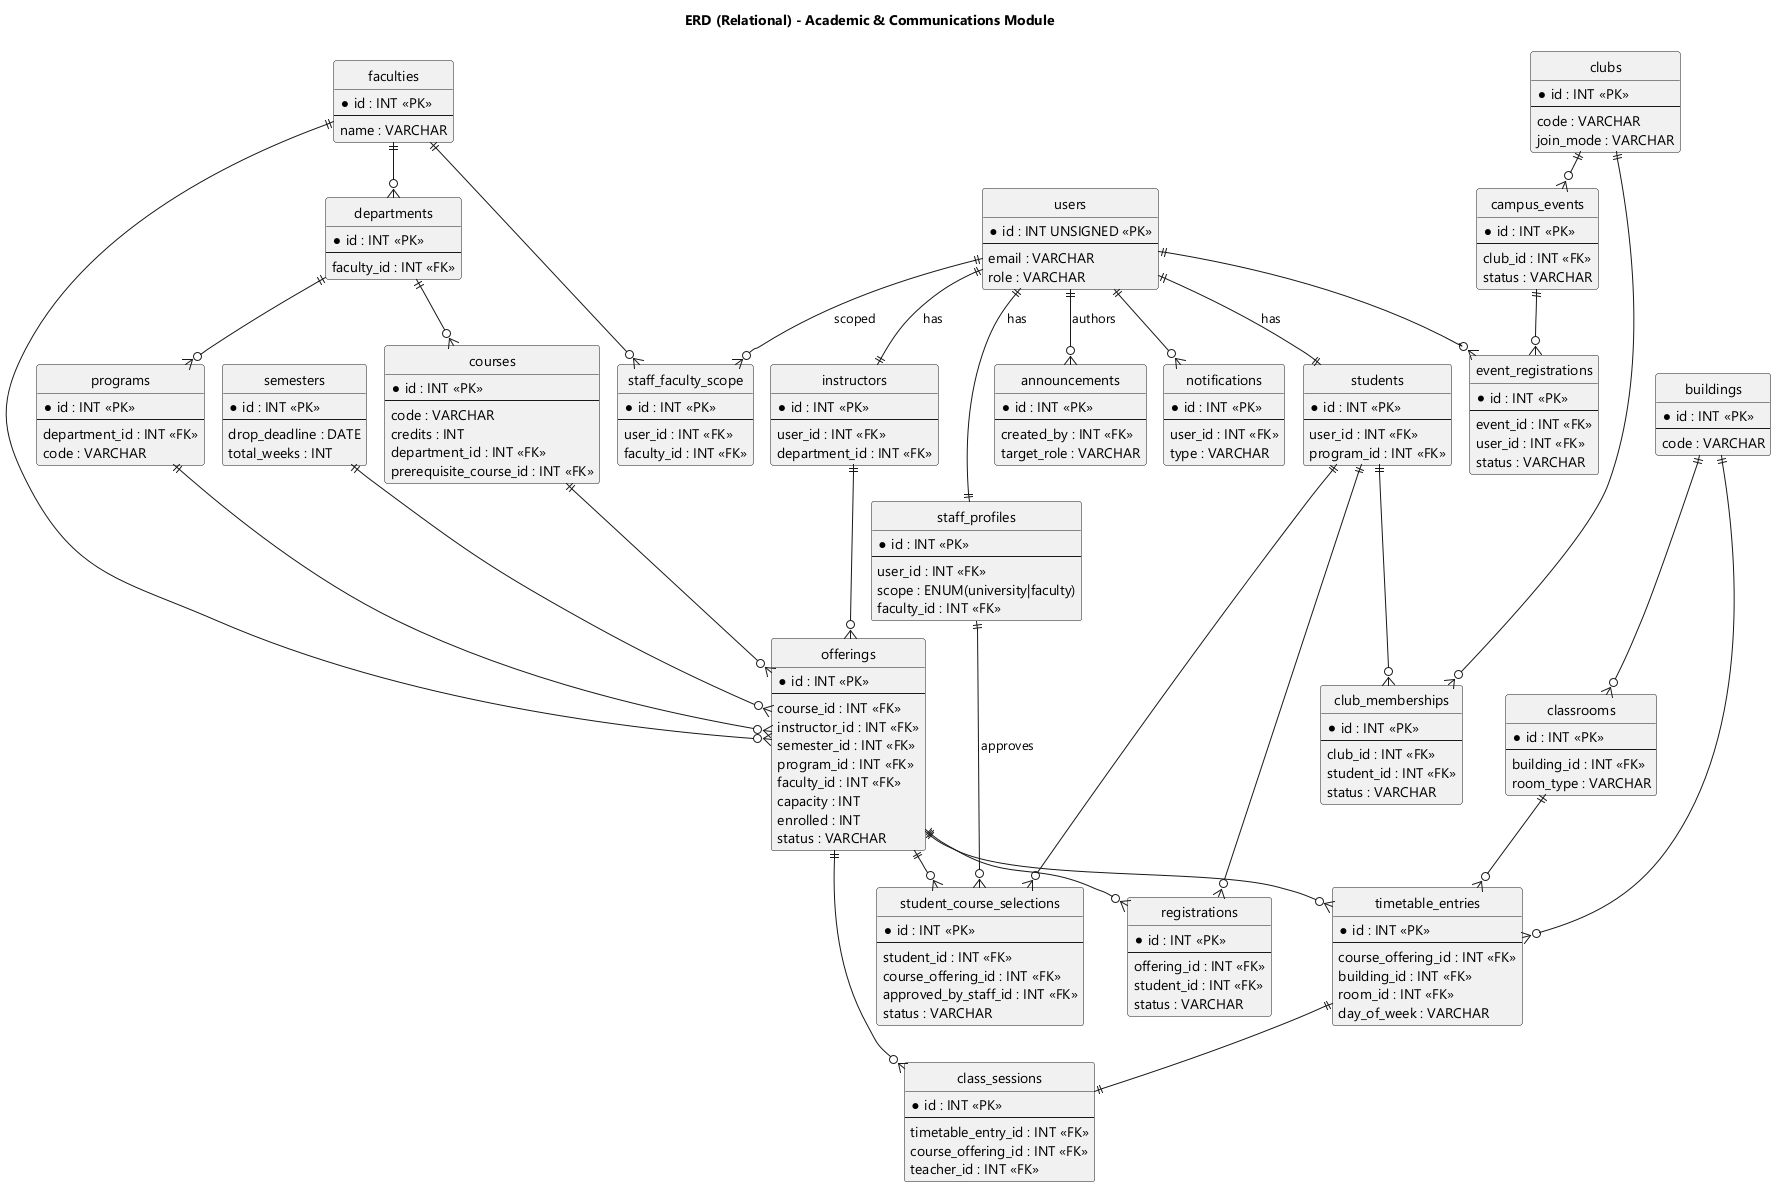 ERD (Relational) - Academic & Communications Module
faculties
* id : INT «PK»
name : VARCHAR
clubs
* id : INT «PK»
code : VARCHAR
join_mode : VARCHAR
departments
* id : INT «PK»
faculty_id : INT «FK»
users
* id : INT UNSIGNED «PK»
email : VARCHAR
role : VARCHAR
campus_events
* id : INT «PK»
club_id : INT «FK»
status : VARCHAR
scoped
has
has
authors
has
programs
* id : INT «PK»
department_id : INT «FK»
code : VARCHAR
semesters
* id : INT «PK»
drop_deadline : DATE
total_weeks : INT
courses
* id : INT «PK»
code : VARCHAR
credits : INT
department_id : INT «FK»
prerequisite_course_id : INT «FK»
staff_faculty_scope
* id : INT «PK»
user_id : INT «FK»
faculty_id : INT «FK»
instructors
* id : INT «PK»
user_id : INT «FK»
department_id : INT «FK»
announcements
* id : INT «PK»
created_by : INT «FK»
target_role : VARCHAR
notifications
* id : INT «PK»
user_id : INT «FK»
type : VARCHAR
students
* id : INT «PK»
user_id : INT «FK»
program_id : INT «FK»
event_registrations
* id : INT «PK»
event_id : INT «FK»
user_id : INT «FK»
status : VARCHAR
buildings
* id : INT «PK»
code : VARCHAR
staff_profiles
* id : INT «PK»
user_id : INT «FK»
scope : ENUM(university|faculty)
faculty_id : INT «FK»
offerings
* id : INT «PK»
course_id : INT «FK»
instructor_id : INT «FK»
semester_id : INT «FK»
program_id : INT «FK»
faculty_id : INT «FK»
capacity : INT
enrolled : INT
status : VARCHAR
approves
club_memberships
* id : INT «PK»
club_id : INT «FK»
student_id : INT «FK»
status : VARCHAR
classrooms
* id : INT «PK»
building_id : INT «FK»
room_type : VARCHAR
student_course_selections
* id : INT «PK»
student_id : INT «FK»
course_offering_id : INT «FK»
approved_by_staff_id : INT «FK»
status : VARCHAR
registrations
* id : INT «PK»
offering_id : INT «FK»
student_id : INT «FK»
status : VARCHAR
timetable_entries
* id : INT «PK»
course_offering_id : INT «FK»
building_id : INT «FK»
room_id : INT «FK»
day_of_week : VARCHAR
class_sessions
* id : INT «PK»
timetable_entry_id : INT «FK»
course_offering_id : INT «FK»
teacher_id : INT «FK»